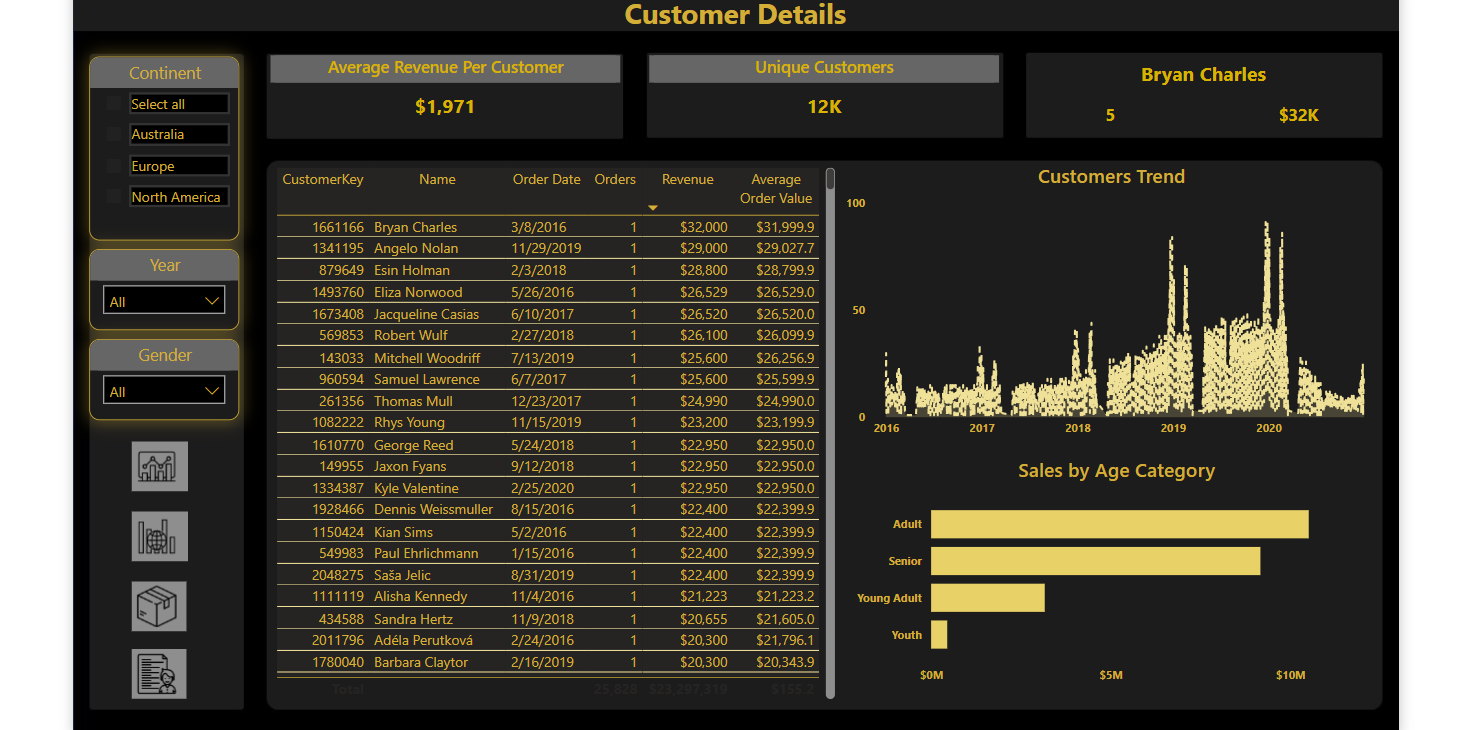 Customer Details
Continent
Select all
Australia
Europe
North America
Year
All
Gender
All
Average Revenue Per Customer
$1,971
Unique Customers
12K
Bryan Charles
5 $32K
CustomerKey Name Order Date Orders Revenue Average Order Value
1661166 Bryan Charles 3/8/2016 1 $32,000 $31,999.9
1341195 Angelo Nolan 11/29/2019 1 $29,000 $29,027.7
879649 Esin Holman 2/3/2018 1 $28,800 $28,799.9
1493760 Eliza Norwood 5/26/2016 1 $26,529 $26,529.0
1673408 Jacqueline Casias 6/10/2017 1 $26,520 $26,520.0
569853 Robert Wulf 2/27/2018 1 $26,100 $26,099.9
143033 Mitchell Woodriff 7/13/2019 1 $25,600 $26,256.9
960594 Samuel Lawrence 6/7/2017 1 $25,600 $25,599.9
261356 Thomas Mull 12/23/2017 1 $24,990 $24,990.0
1082222 Rhys Young 11/15/2019 1 $23,200 $23,199.9
1610770 George Reed 5/24/2018 1 $22,950 $22,950.0
149955 Jaxon Fyans 9/12/2018 1 $22,950 $22,950.0
1334387 Kyle Valentine 2/25/2020 1 $22,950 $22,950.0
1928466 Dennis Weissmuller 8/15/2016 1 $22,400 $22,399.9
1150424 Kian Sims 5/2/2016 1 $22,400 $22,399.9
549983 Paul Ehrlichmann 1/15/2016 1 $22,400 $22,399.9
2048275 Saša Jelic 8/31/2019 1 $22,400 $22,399.9
1111119 Alisha Kennedy 11/4/2016 1 $21,223 $21,223.2
434588 Sandra Hertz 11/9/2018 1 $20,655 $21,605.0
2011796 Adéla Perutková 2/24/2016 1 $20,300 $21,796.1
1780040 Barbara Claytor 2/16/2019 1 $20,300 $20,343.9
Total 25,828 $23,297,319 $155.2
Customers Trend
100
50
0
2016 2017 2018 2019 2020
Sales by Age Category
Adult
Senior
Young Adult
Youth
$0M $5M $10M